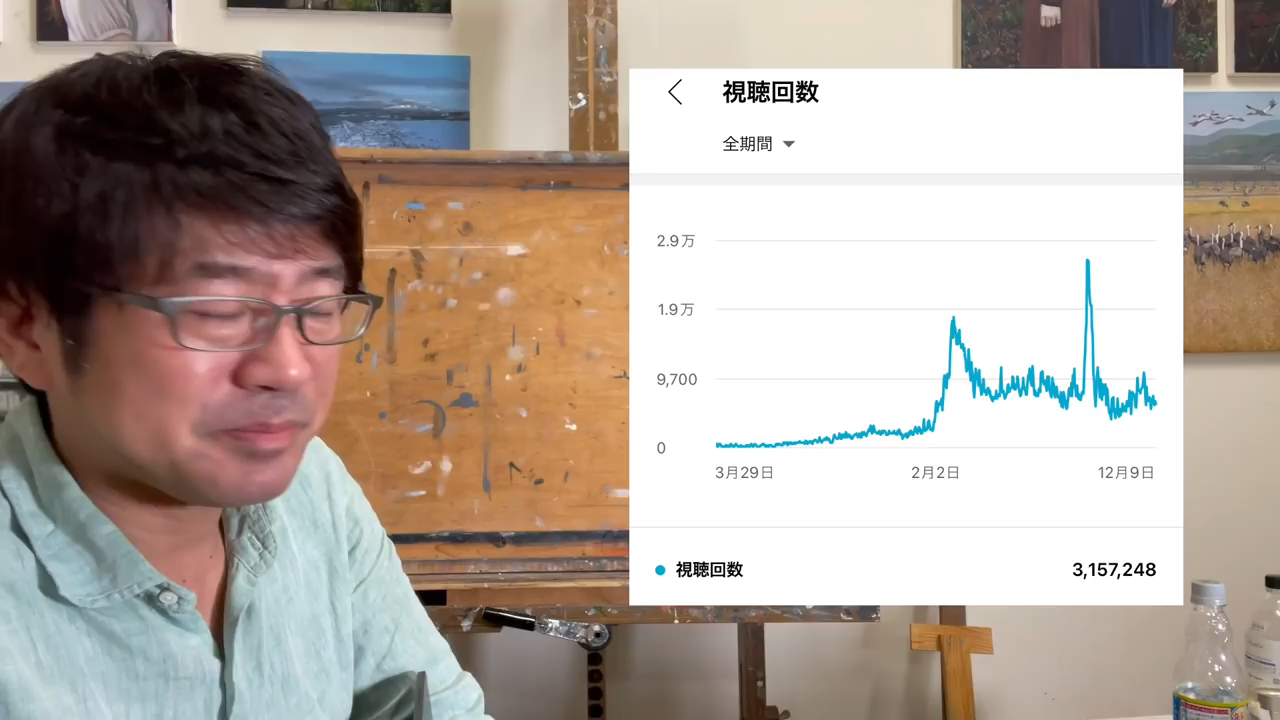 視聴回数
全期間
2.9万
1.9万
9,700
0
3月29日
2月2日
12月9日
視聴回数
3,157,248